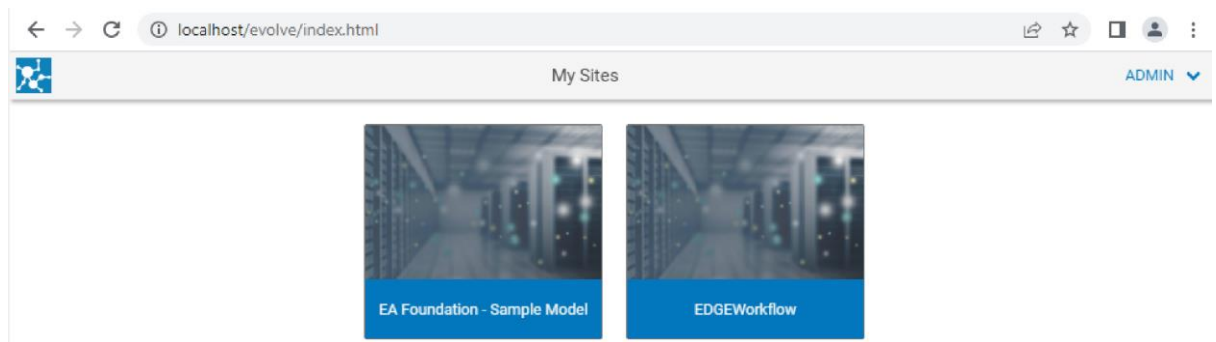 localhost/evolve/index.html
My Sites
ADMIN
EA Foundation - Sample Model
EDGEWorkflow